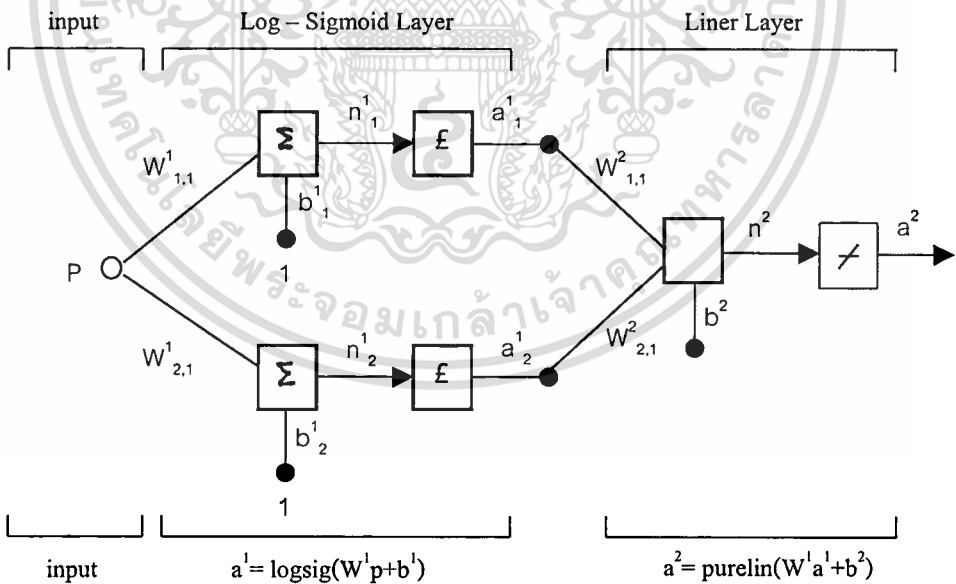 input
Log – Sigmoid Layer
Liner Layer
n¹₁
a¹₁
Σ
£
W¹₁,₁
b¹₁
W²₁,₁
1
n²
a²
P
b²
W¹₂,₁
n¹₂
a¹₂
W²₂,₁
Σ
£
b¹₂
1
input
a¹= logsig(W¹p+b¹)
a²= purelin(W¹a¹+b²)